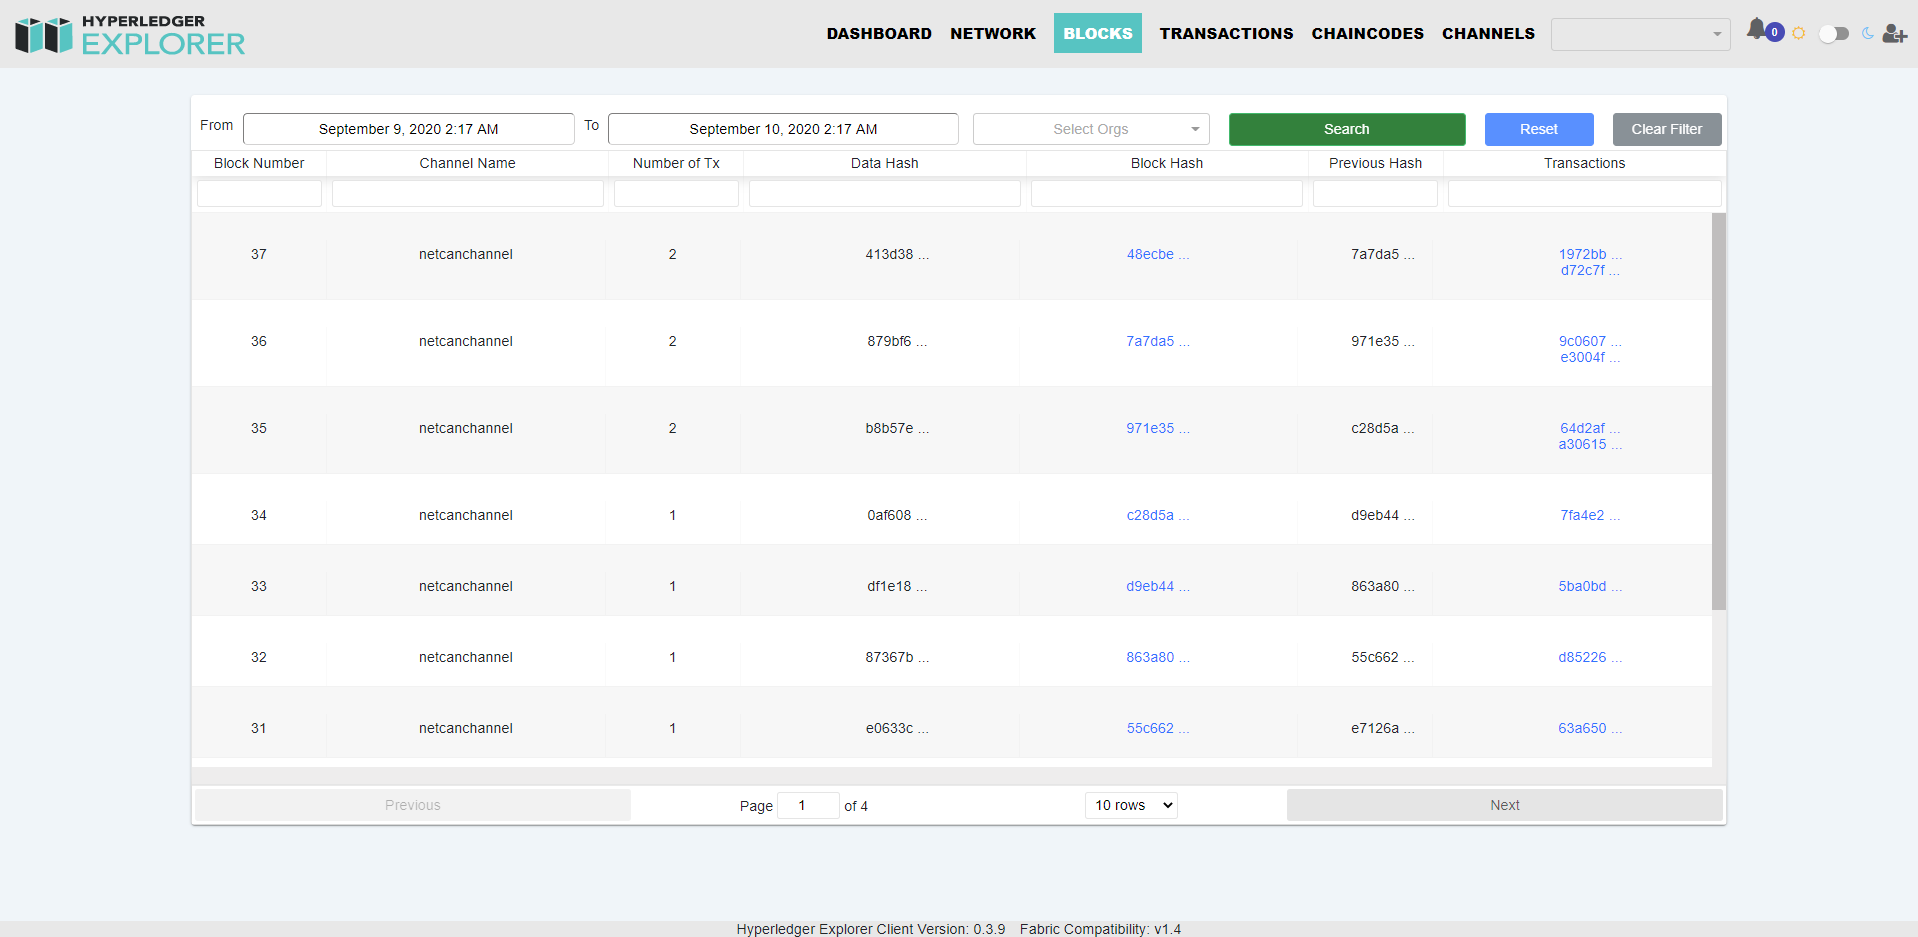 HYPERLEDGER
EXPLORER
DASHBOARD NETWORK BLOCKS TRANSACTIONS CHAINCODES CHANNELS 0
From September 9, 2020 2:17 AM To September 10, 2020 2:17 AM Select Orgs Search Reset Clear Filter
Block Number Channel Name Number of Tx Data Hash Block Hash Previous Hash Transactions
37 netcanchannel 2 413d38 ... 48ecbe ... 7a7da5 ... 1972bb ...
d72c7f ...
36 netcanchannel 2 879bf6 ... 7a7da5 ... 971e35 ... 9c0607 ...
e3004f ...
35 netcanchannel 2 b8b57e ... 971e35 ... c28d5a ... 64d2af ...
a30615 ...
34 netcanchannel 1 0af608 ... c28d5a ... d9eb44 ... 7fa4e2 ...
33 netcanchannel 1 df1e18 ... d9eb44 ... 863a80 ... 5ba0bd ...
32 netcanchannel 1 87367b ... 863a80 ... 55c662 ... d85226 ...
31 netcanchannel 1 e0633c ... 55c662 ... e7126a ... 63a650 ...
Previous Page 1 of 4 10 rows Next
Hyperledger Explorer Client Version: 0.3.9 Fabric Compatibility: v1.4